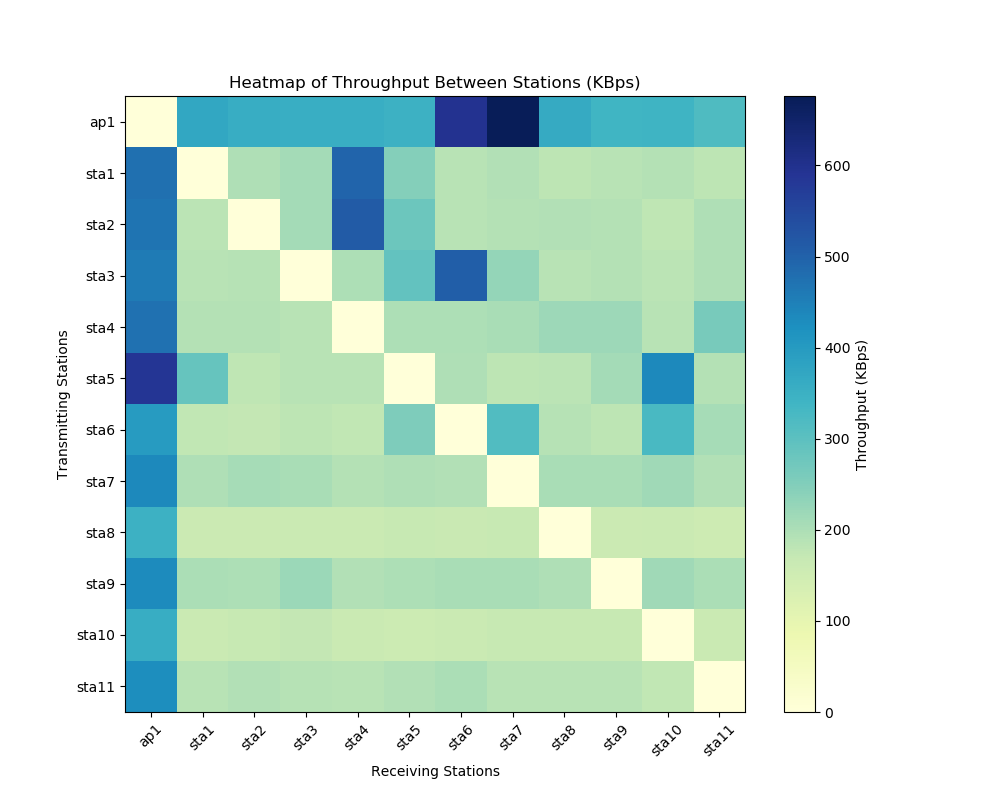 Heatmap of Throughput Between Stations (KBps)
ap1
sta1
sta2
sta3
sta4
sta5
sta6
sta7
sta8
sta9
sta10
sta11
Transmitting Stations
ap1 sta1 sta2 sta3 sta4 sta5 sta6 sta7 sta8 sta9 sta10 sta11
Receiving Stations
600
500
400
300
200
100
0
Throughput (KBps)